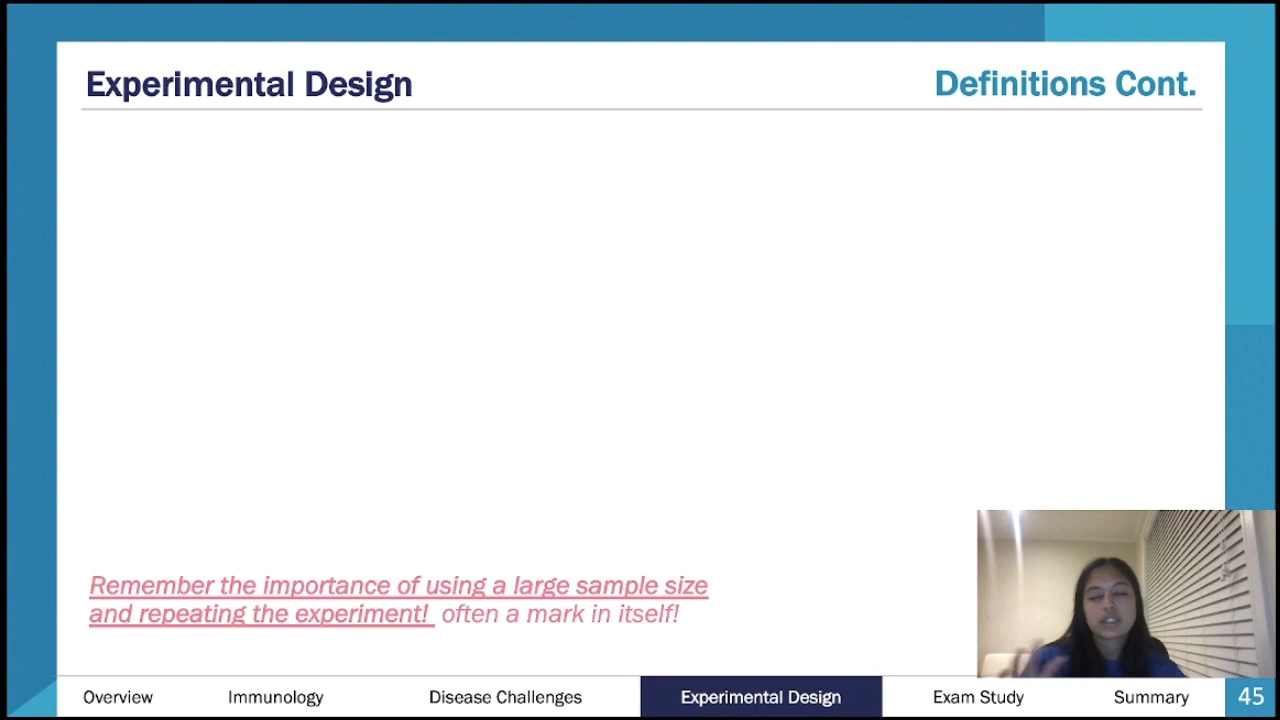 Experimental Design
Definitions Cont.
Remember the importance of using a large sample size
and repeating the experiment! often a mark in itself!
Overview
Immunology
Disease Challenges
Experimental Design
Exam Study
Summary
45